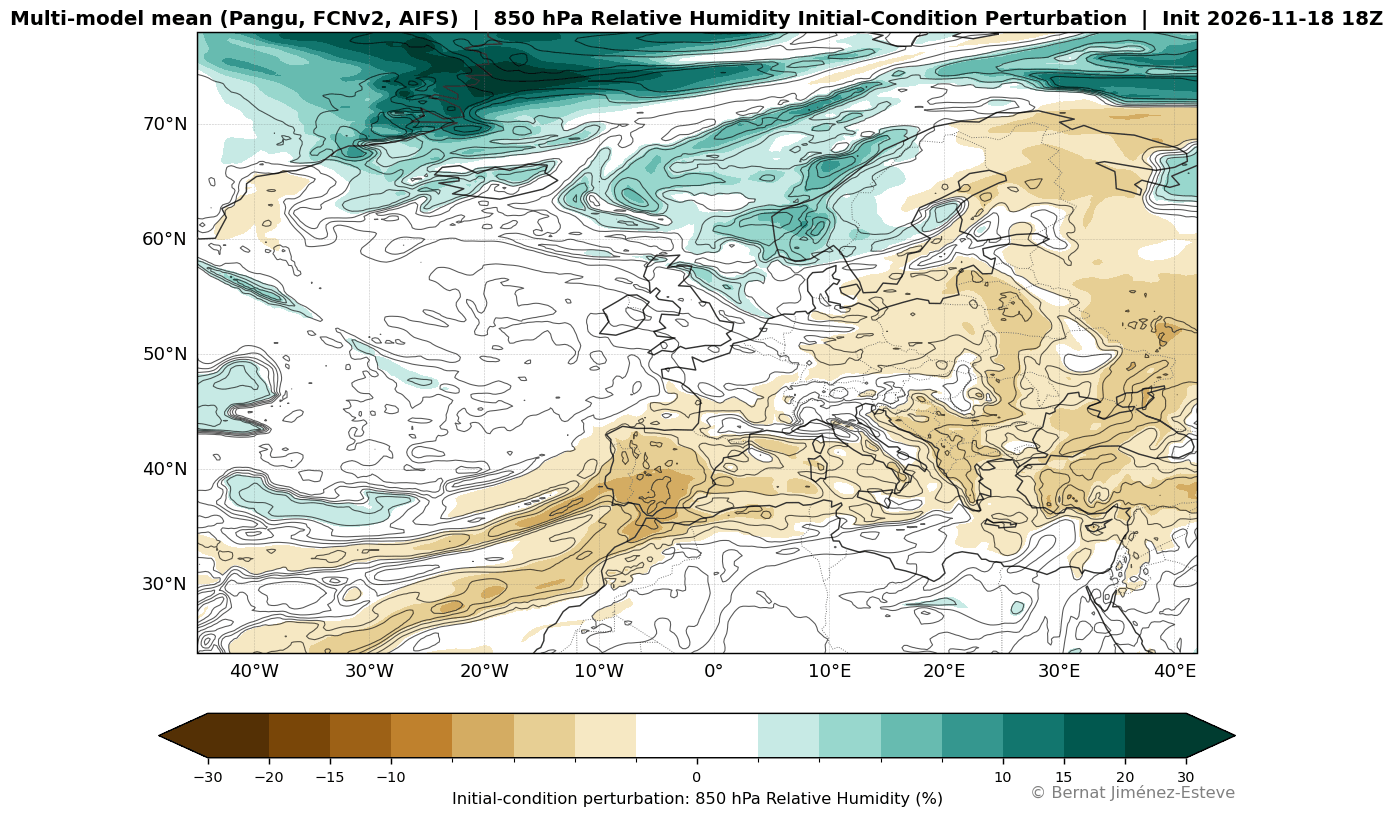 Multi-model mean (Pangu, FCNv2, AIFS)  |  850 hPa Relative Humidity Initial-Condition Perturbation  |  Init 2026-11-18 18Z
70°N
60°N
50°N
40°N
30°N
40°W 30°W 20°W 10°W 0° 10°E 20°E 30°E 40°E
−30 −20 −15 −10 0 10 15 20 30
Initial-condition perturbation: 850 hPa Relative Humidity (%)
© Bernat Jiménez-Esteve